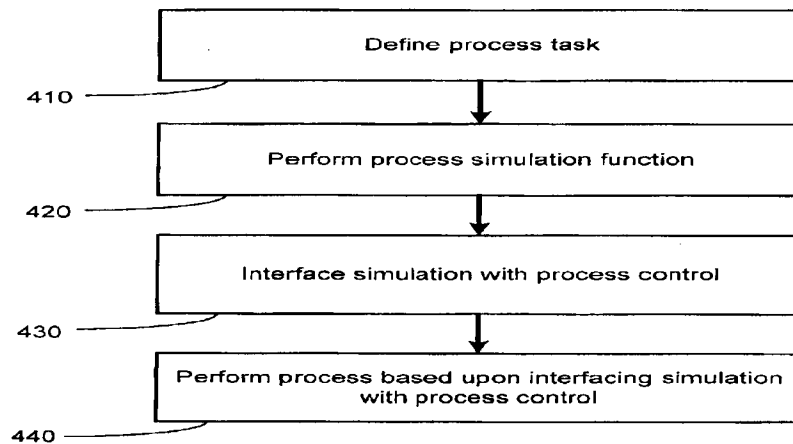 Define process task
410
Perform process simulation function
420
Interface simulation with process control
430
Perform process based upon interfacing simulation
with process control
440